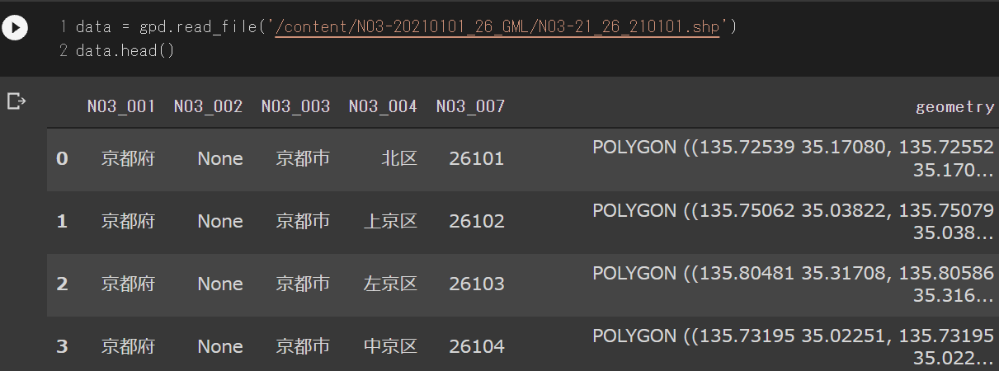 1 data = gpd.read_file('/content/N03-20210101_26_GML/N03-21_26_210101.shp')
2 data.head()
N03_001 N03_002 N03_003 N03_004 N03_007 geometry
0 京都府 None 京都市 北区 26101 POLYGON ((135.72539 35.17080, 135.72552
35.170...
1 京都府 None 京都市 上京区 26102 POLYGON ((135.75062 35.03822, 135.75079
35.038...
2 京都府 None 京都市 左京区 26103 POLYGON ((135.80481 35.31708, 135.80586
35.316...
3 京都府 None 京都市 中京区 26104 POLYGON ((135.73195 35.02251, 135.73195
35.022...